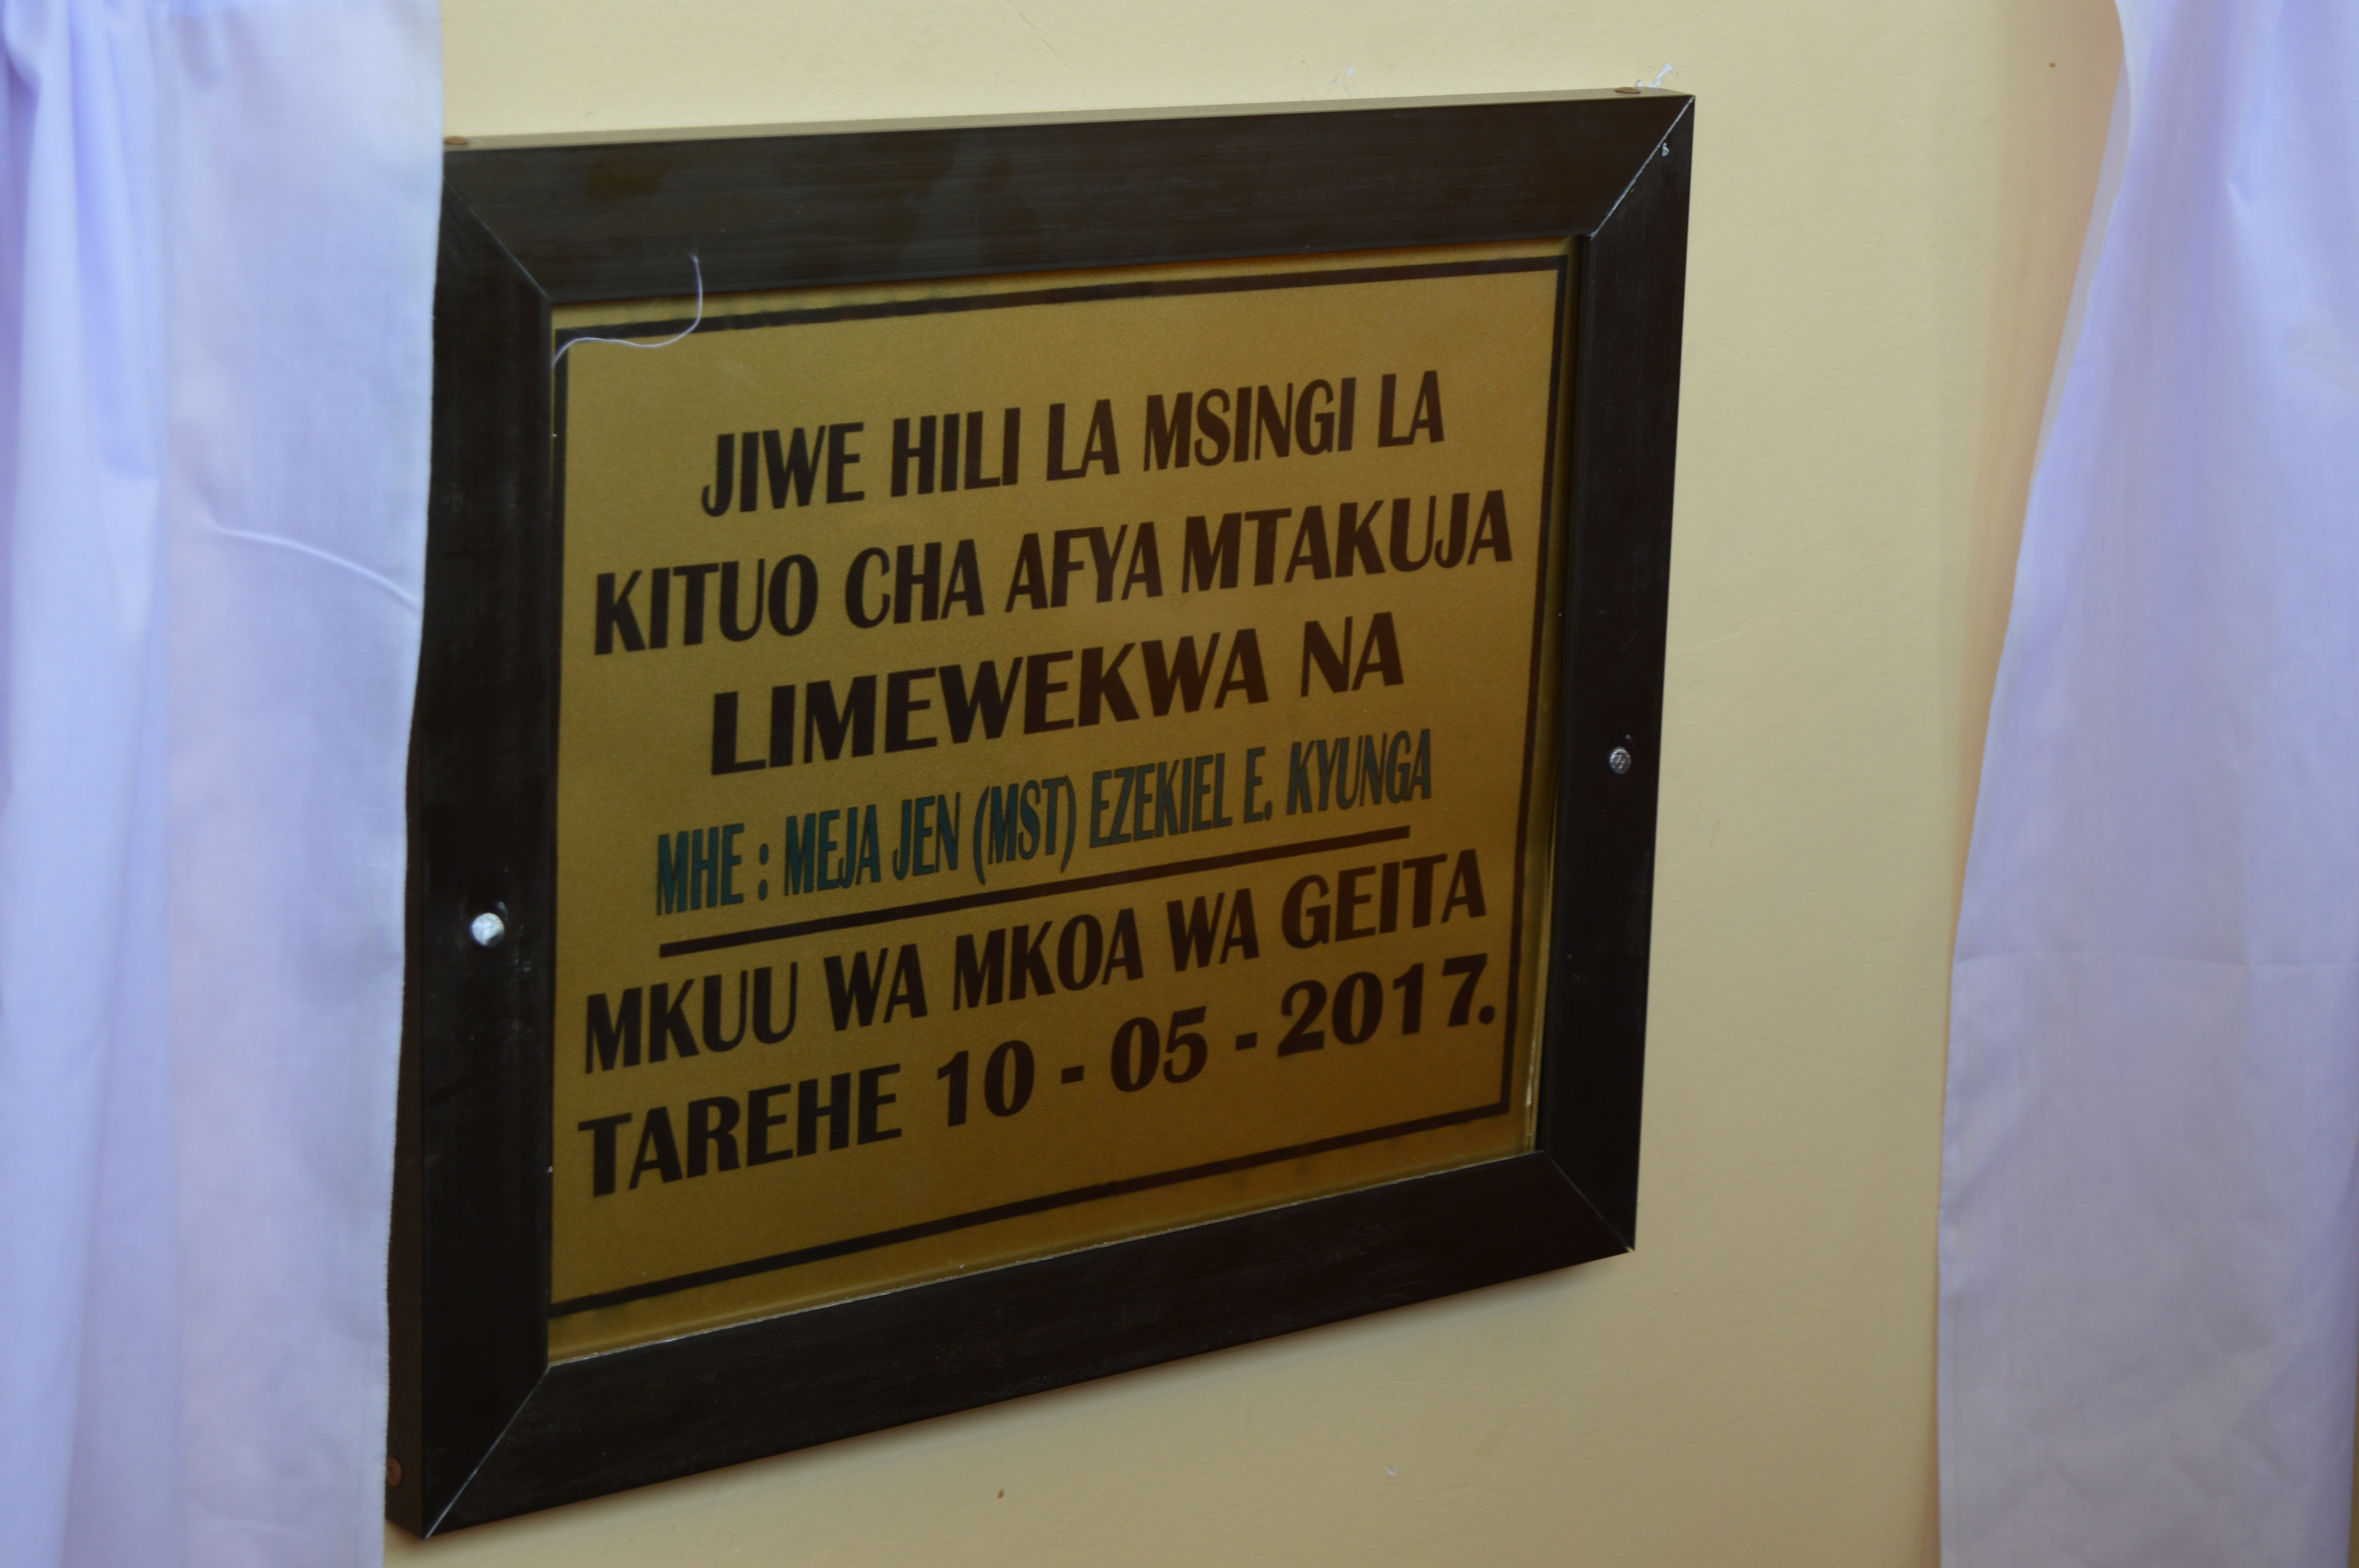 JIWE HILI LA MSINGI LA
KITUO CHA AFYA MTAKUJA
LIMEWEKWA NA
MHE : MEJA JEN (MST) EZEKIEL E. KYUNGA
MKUU WA MKOA WA GEITA
TAREHE 10 - 05 - 2017.